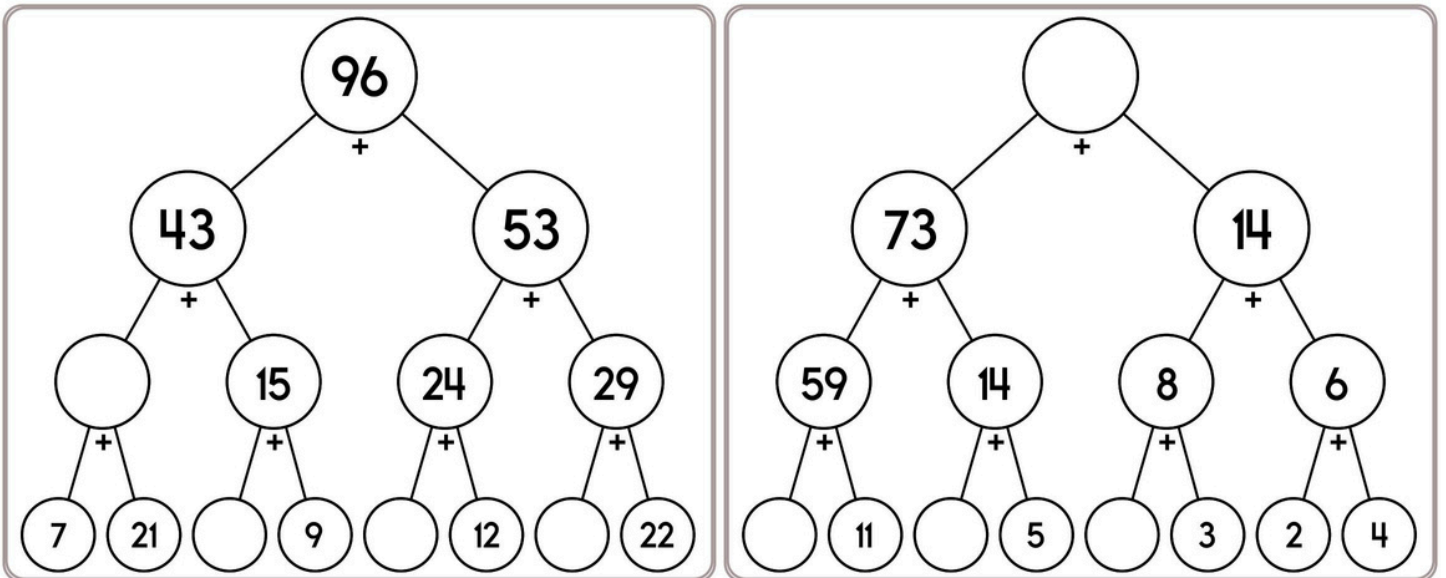 96
+
43 53
+ +
15 24 29
+ + + +
7 21 9 12 22
+
73 14
+ +
59 14 8 6
+ + + +
11 5 3 2 4